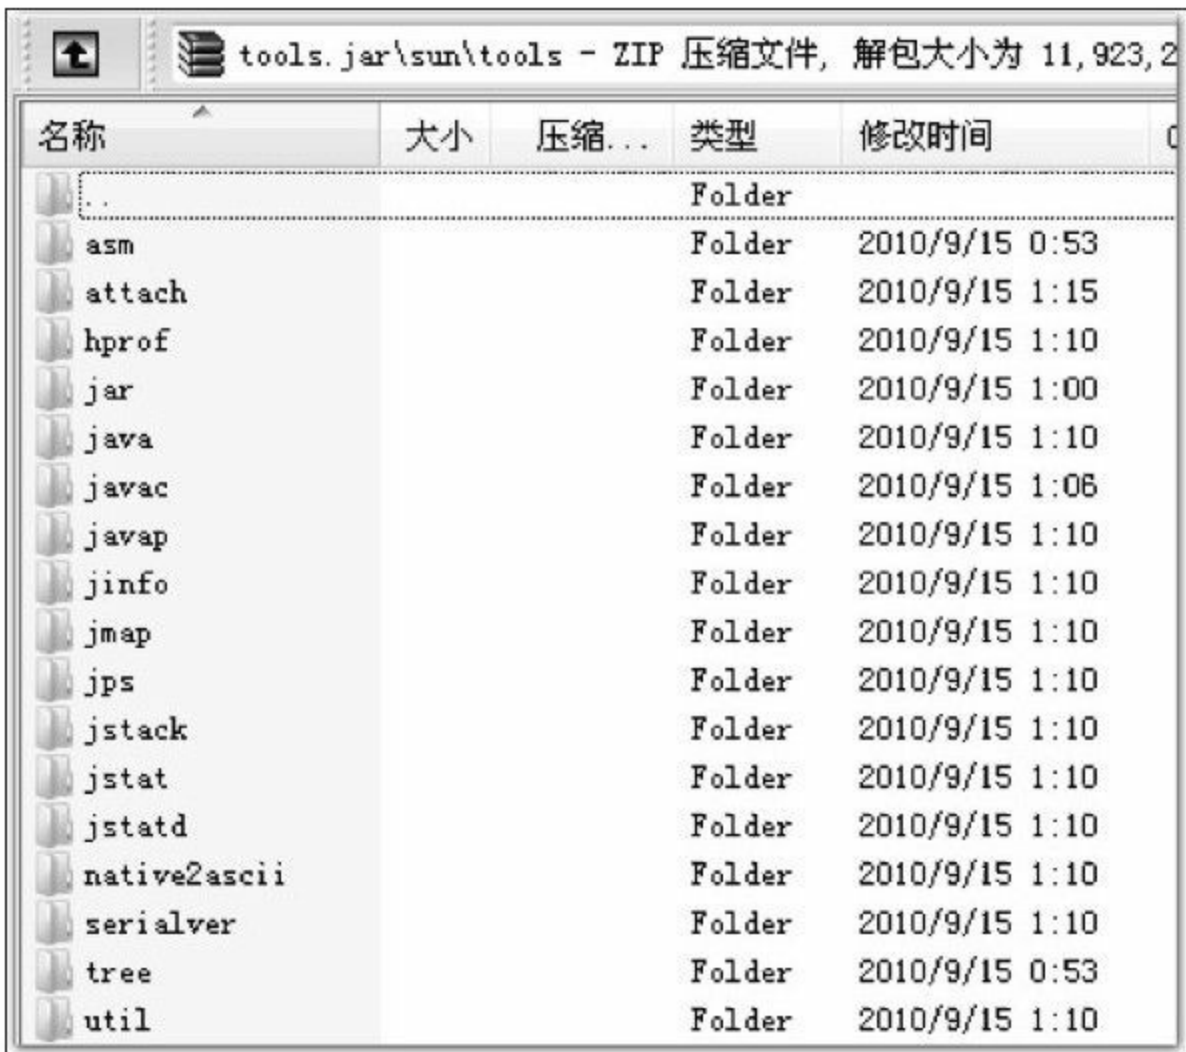 tools.jar\sun\tools - ZIP 压缩文件, 解包大小为 11,923,2
名称 大小 压缩... 类型 修改时间
.. Folder
asm Folder 2010/9/15 0:53
attach Folder 2010/9/15 1:15
hprof Folder 2010/9/15 1:10
jar Folder 2010/9/15 1:00
java Folder 2010/9/15 1:10
javac Folder 2010/9/15 1:06
javap Folder 2010/9/15 1:10
jinfo Folder 2010/9/15 1:10
jmap Folder 2010/9/15 1:10
jps Folder 2010/9/15 1:10
jstack Folder 2010/9/15 1:10
jstat Folder 2010/9/15 1:10
jstatd Folder 2010/9/15 1:10
native2ascii Folder 2010/9/15 1:10
serialver Folder 2010/9/15 1:10
tree Folder 2010/9/15 0:53
util Folder 2010/9/15 1:10